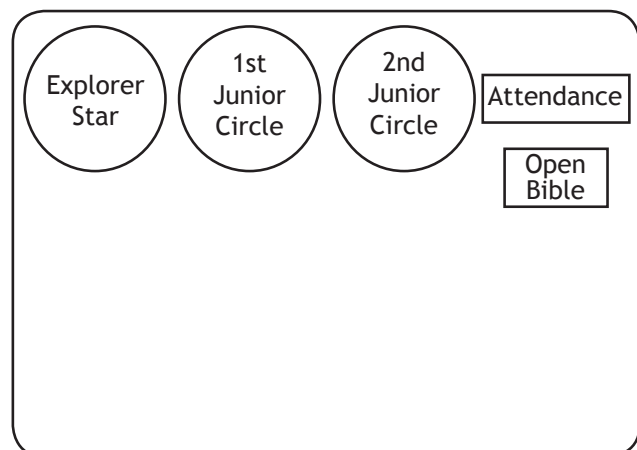 Explorer
Star
1st
Junior
Circle
2nd
Junior
Circle
Attendance
Open
Bible